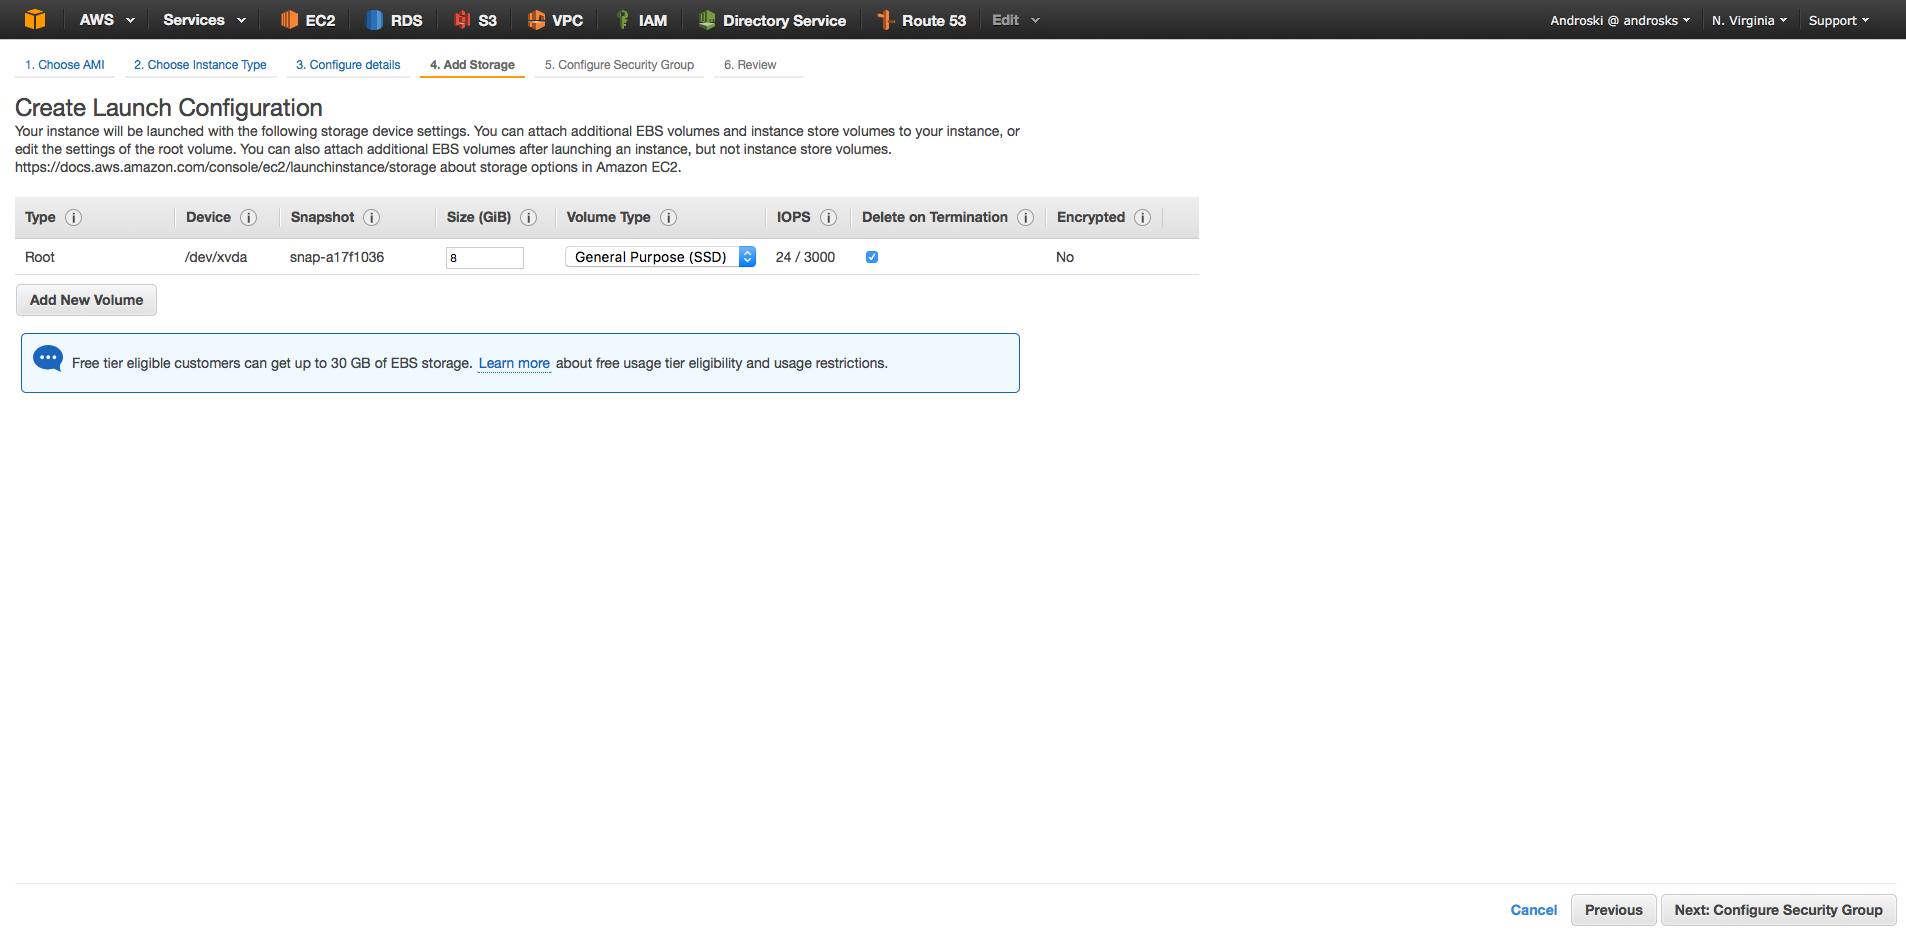 AWS Services EC2 RDS S3 VPC IAM Directory Service Route 53 Edit Androski @ androsks N. Virginia Support
1. Choose AMI 2. Choose Instance Type 3. Configure details 4. Add Storage 5. Configure Security Group 6. Review
Create Launch Configuration
Your instance will be launched with the following storage device settings. You can attach additional EBS volumes and instance store volumes to your instance, or
edit the settings of the root volume. You can also attach additional EBS volumes after launching an instance, but not instance store volumes.
https://docs.aws.amazon.com/console/ec2/launchinstance/storage about storage options in Amazon EC2.
Type Device Snapshot Size (GiB) Volume Type IOPS Delete on Termination Encrypted
Root /dev/xvda snap-a17f1036 8 General Purpose (SSD) 24 / 3000 No
Add New Volume
Free tier eligible customers can get up to 30 GB of EBS storage. Learn more about free usage tier eligibility and usage restrictions.
Cancel Previous Next: Configure Security Group